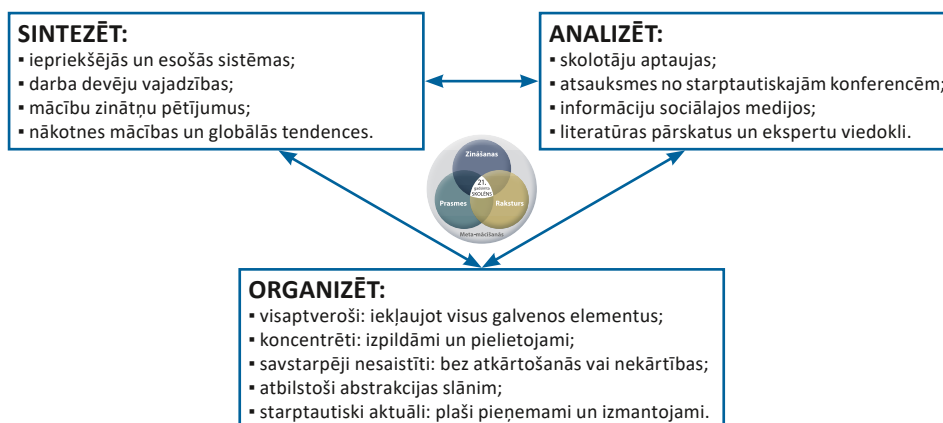 SINTEZĒT:
▪ iepriekšējās un esošās sistēmas;
▪ darba devēju vajadzības;
▪ mācību zinātņu pētījumus;
▪ nākotnes mācības un globālās tendences.
ANALIZĒT:
▪ skolotāju aptaujas;
▪ atsauksmes no starptautiskajām konferencēm;
▪ informāciju sociālajos medijos;
▪ literatūras pārskatus un ekspertu viedokli.
Zināšanas
21.
gadsimta
SKOLĒNS
Prasmes
Raksturs
Meta-mācīšanās
ORGANIZĒT:
▪ visaptveroši: iekļaujot visus galvenos elementus;
▪ koncentrēti: izpildāmi un pielietojami;
▪ savstarpēji nesaistīti: bez atkārtošanās vai nekārtības;
▪ atbilstoši abstrakcijas slānim;
▪ starptautiski aktuāli: plaši pieņemami un izmantojami.